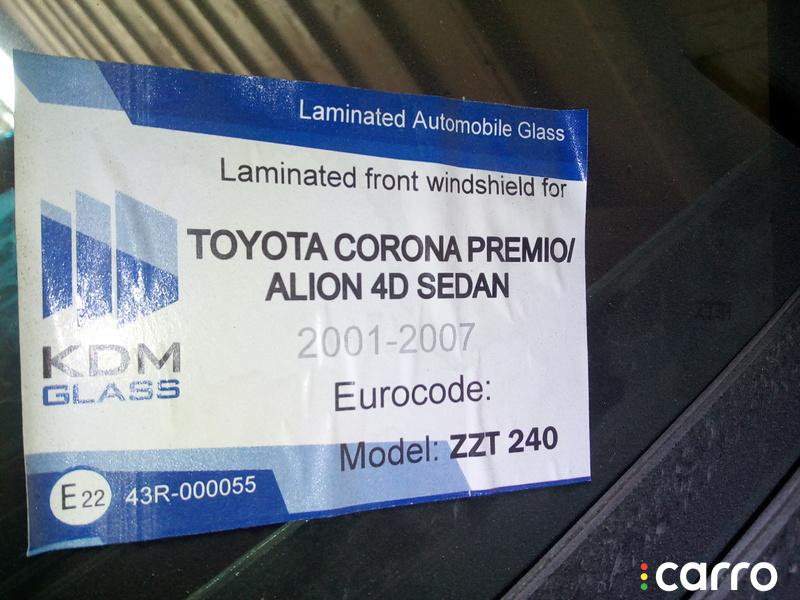 Laminated Automobile Glass
Laminated front windshield for
TOYOTA CORONA PREMIO/
ALION 4D SEDAN
2001-2007
KDM
GLASS
Eurocode:
Model: ZZT 240
E22 43R-000055
carro